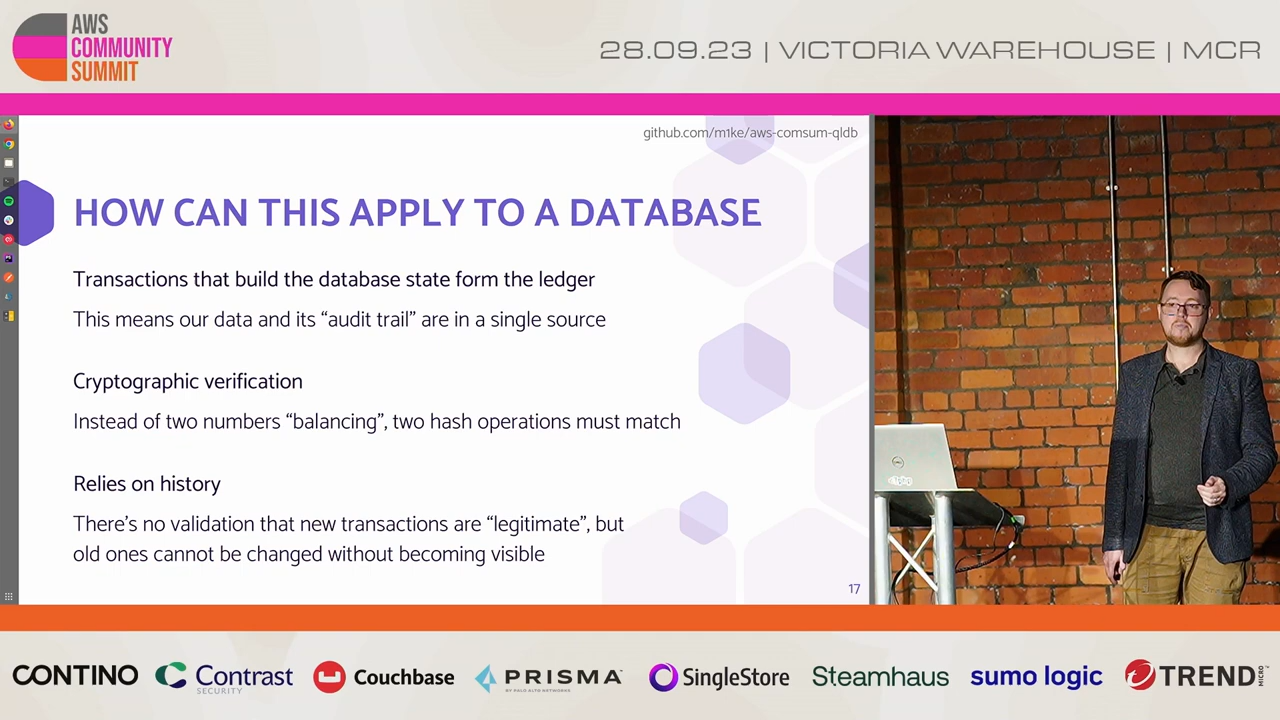 AWS
COMMUNITY
SUMMIT
28.09.23 | VICTORIA WAREHOUSE | MCR
github.com/m1ke/aws-comsum-qldb
HOW CAN THIS APPLY TO A DATABASE
Transactions that build the database state form the ledger
This means our data and its “audit trail” are in a single source
Cryptographic verification
Instead of two numbers “balancing”, two hash operations must match
Relies on history
There’s no validation that new transactions are “legitimate”, but
old ones cannot be changed without becoming visible
17
DELL
CONTINO
Contrast
SECURITY
Couchbase
PRISMA
BY PALO ALTO NETWORKS
SingleStore
Steamhaus
sumo logic
TREND
MICRO